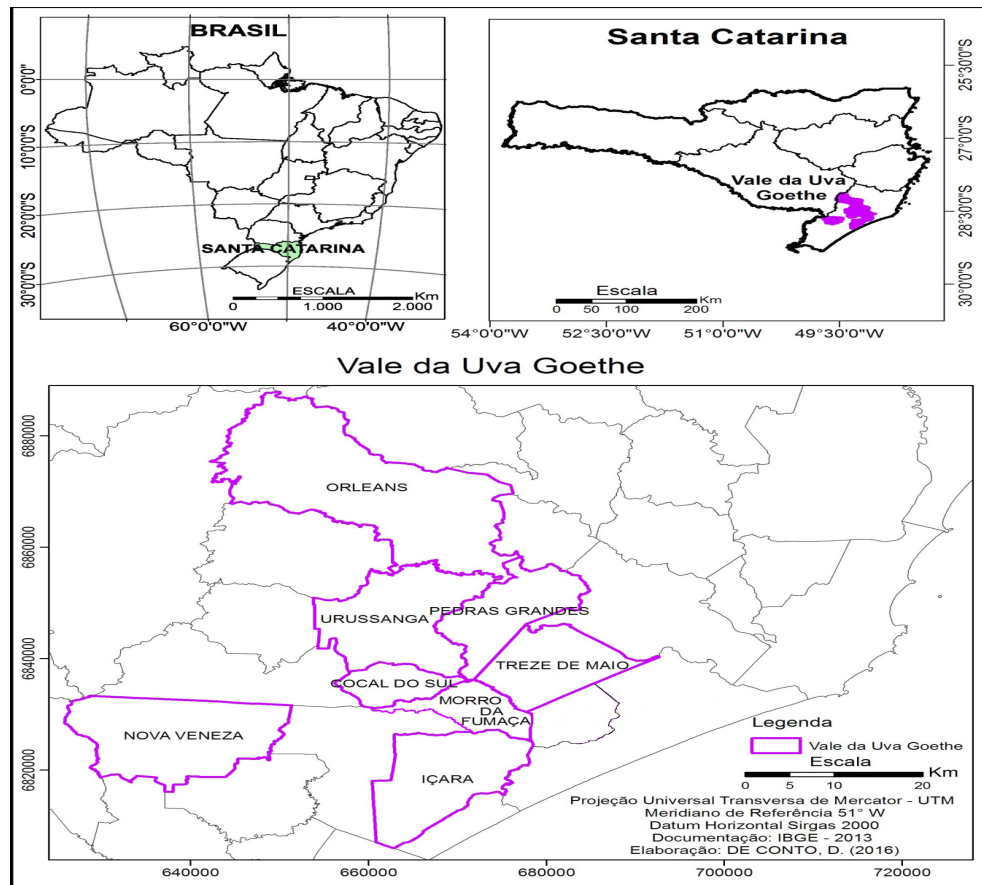 BRASIL
0°0'0"
10°0'0"S
20°0'0"S
30°0'0"S
SANTA CATARINA
ESCALA
Km
0 1.000 2.000
60°0'0"W 40°0'0"W
Santa Catarina
25°30'0"S
27°0'0"S
28°30'0"S
30°0'0"S
Vale da Uva
Goethe
Escala
Km
0 50 100 200
54°0'0"W 52°30'0"W 51°0'0"W 49°30'0"W
Vale da Uva Goethe
6880000
6860000
6840000
6820000
ORLEANS
URUSSANGA
PEDRAS GRANDES
TREZE DE MAIO
COCAL DO SUL
MORRO
DA
FUMAÇA
NOVA VENEZA
IÇARA
Legenda
Vale da Uva Goethe
Escala
Km
0 5 10 20
Projeção Universal Transversa de Mercator - UTM
Meridiano de Referência 51° W
Datum Horizontal Sirgas 2000
Documentação: IBGE - 2013
Elaboração: DE CONTO, D. (2016)
640000 660000 680000 700000 720000